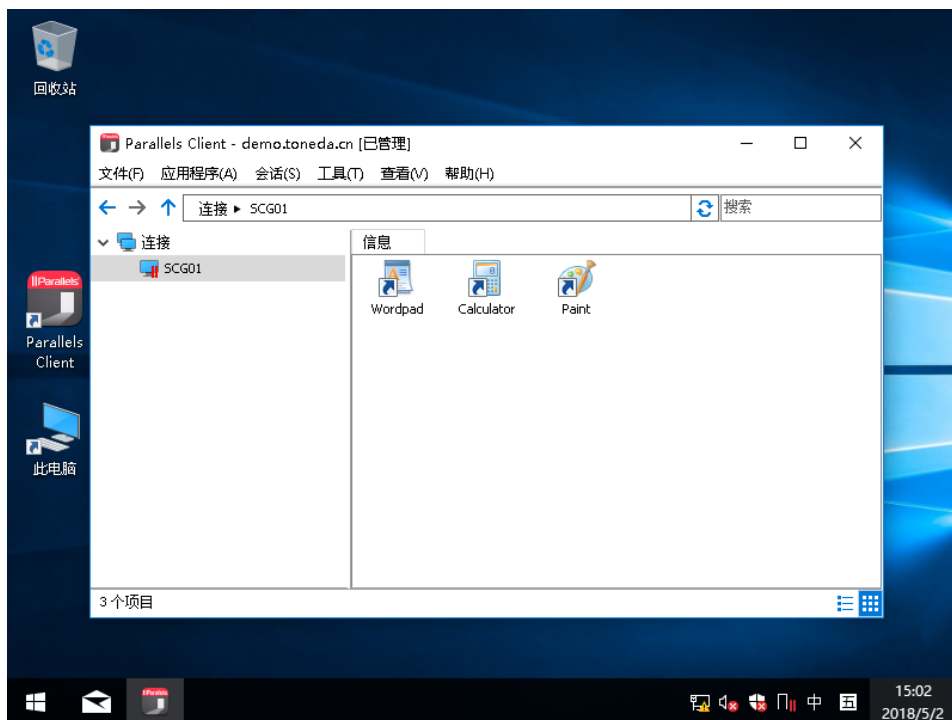 回收站
Parallels Client - demo.toneda.cn [已管理]
文件(F) 应用程序(A) 会话(S) 工具(T) 查看(V) 帮助(H)
连接 ▸ SCG01
搜索
连接
信息
SCG01
Wordpad Calculator Paint
Parallels
Parallels
Client
此电脑
3 个项目
Parallels
中 五 15:02
2018/5/2